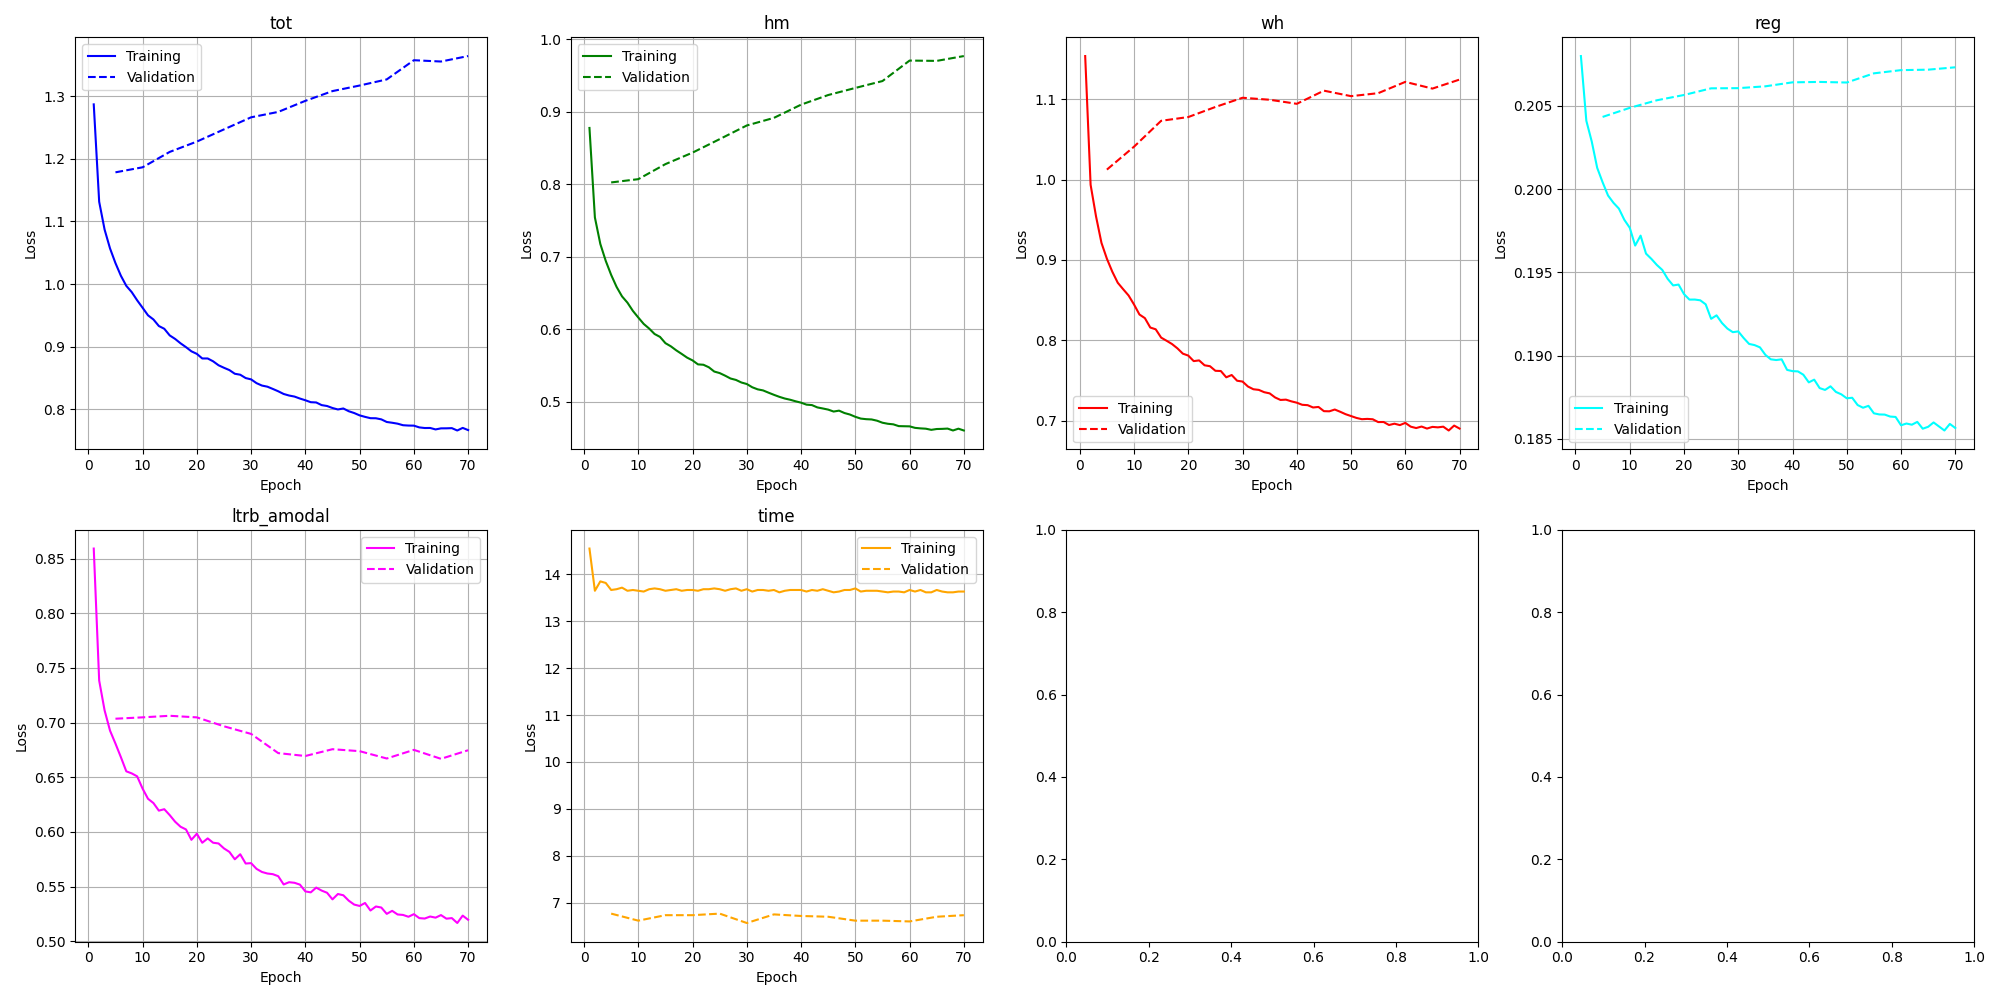 tot
Training
Validation
1.3
1.2
1.1
1.0
0.9
0.8
Loss
0 10 20 30 40 50 60 70
Epoch
hm
Training
Validation
1.0
0.9
0.8
0.7
0.6
0.5
Loss
0 10 20 30 40 50 60 70
Epoch
wh
1.1
1.0
0.9
0.8
0.7
Loss
Training
Validation
0 10 20 30 40 50 60 70
Epoch
reg
0.205
0.200
0.195
0.190
0.185
Loss
Training
Validation
0 10 20 30 40 50 60 70
Epoch
ltrb_amodal
Training
Validation
0.85
0.80
0.75
0.70
0.65
0.60
0.55
0.50
Loss
0 10 20 30 40 50 60 70
Epoch
time
Training
Validation
14
13
12
11
10
9
8
7
Loss
0 10 20 30 40 50 60 70
Epoch
1.0
0.8
0.6
0.4
0.2
0.0
0.0 0.2 0.4 0.6 0.8 1.0
1.0
0.8
0.6
0.4
0.2
0.0
0.0 0.2 0.4 0.6 0.8 1.0